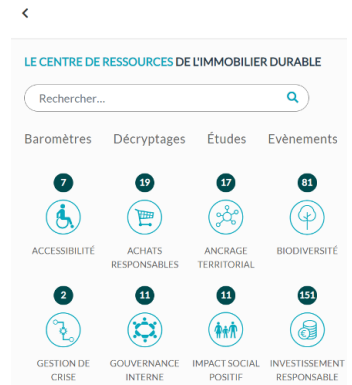 LE CENTRE DE RESSOURCES DE L'IMMOBILIER DURABLE
Rechercher...
Baromètres Décryptages Études Evènements
7 19 17 81
ACCESSIBILITÉ ACHATS RESPONSABLES ANCRAGE TERRITORIAL BIODIVERSITÉ
2 11 11 151
GESTION DE CRISE GOUVERNANCE INTERNE IMPACT SOCIAL POSITIF INVESTISSEMENT RESPONSABLE